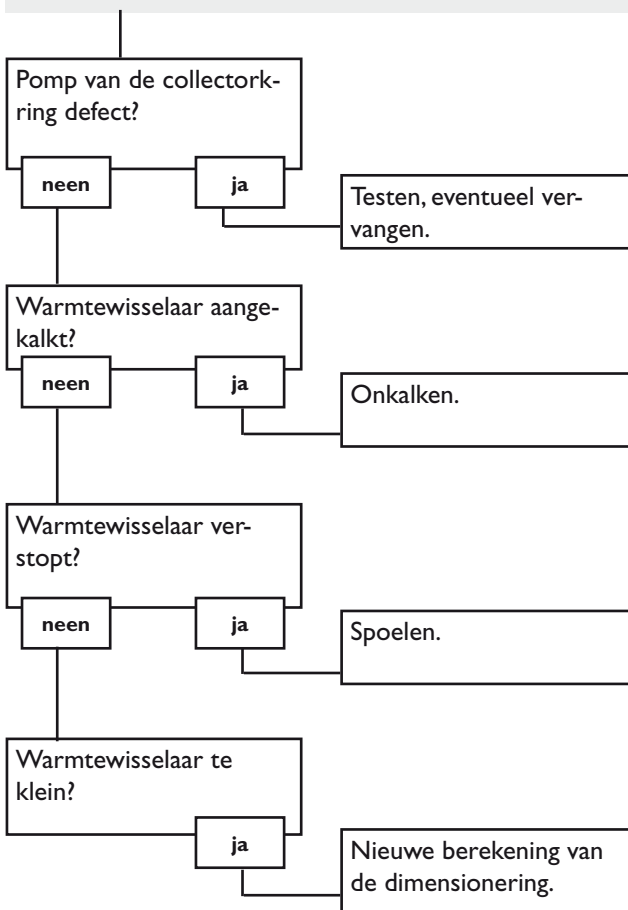 Pomp van de collectork-
ring defect?
neen
ja
Testen, eventueel ver-
vangen.
Warmtewisselaar aange-
kalkt?
neen
ja
Onkalken.
Warmtewisselaar ver-
stopt?
neen
ja
Spoelen.
Warmtewisselaar te
klein?
ja
Nieuwe berekening van
de dimensionering.